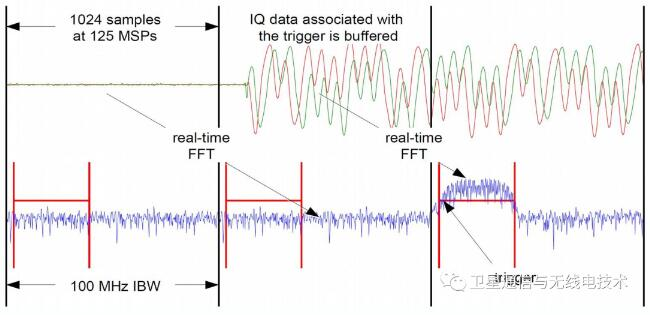 1024 samples
at 125 MSPs
IQ data associated with
the trigger is buffered
real-time
FFT
real-time
FFT
100 MHz IBW
trigger
卫星通信与无线电技术